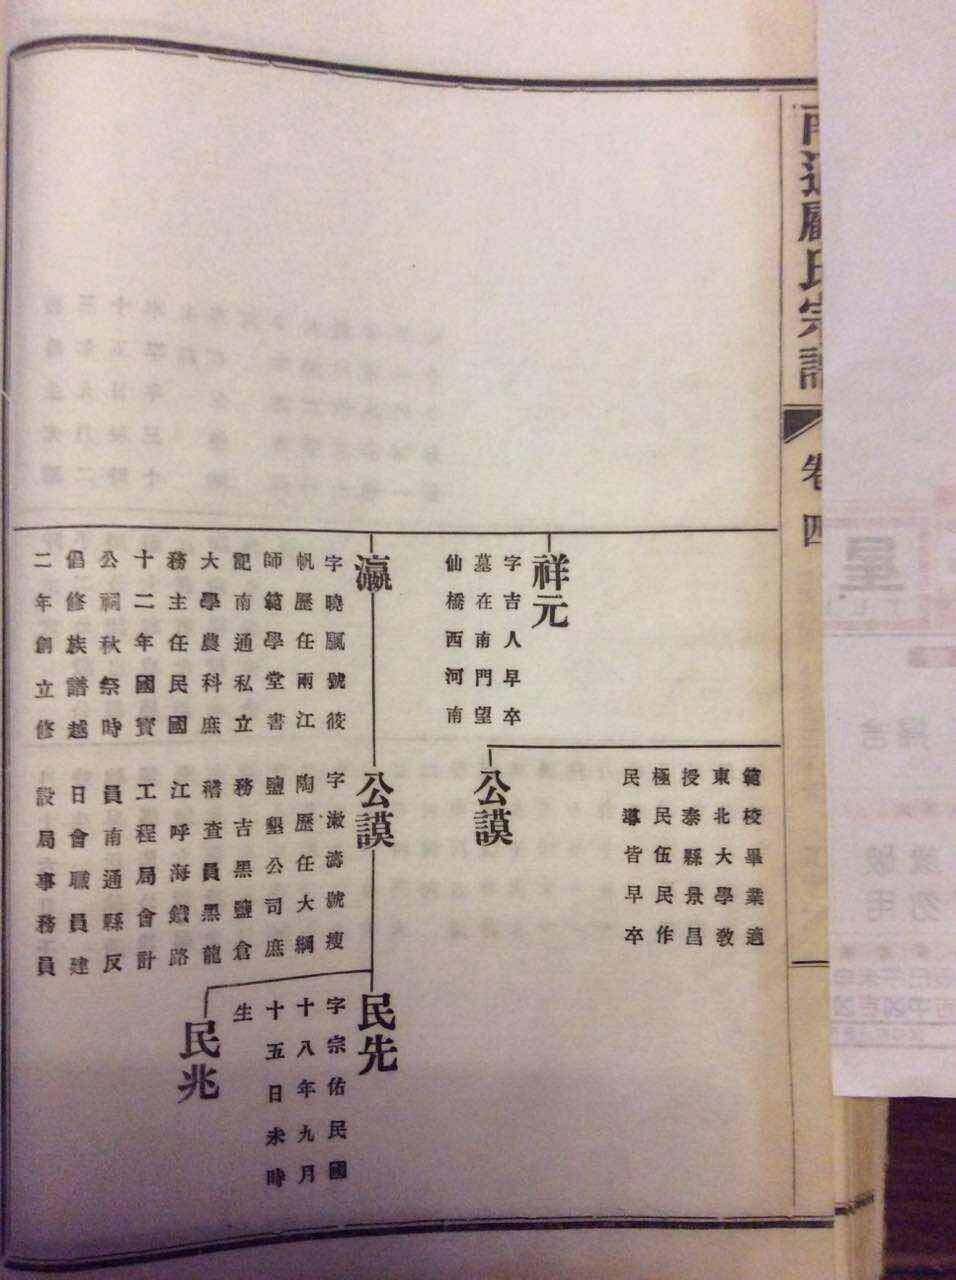 南通顧氏宗譜
卷四
祥元
字吉人早卒
墓在南門望
仙橋西河南
瀛
字曉颿號筱
帆歷任兩江
師範學堂書
記南通私立
大學農科庶
務主任民國
十二年國實
公祠秋祭時
倡修族譜越
二年創立修
範校畢業適
東北大學教
授泰縣景昌
極民伍民作
民導皆早卒
公謨
公謨
字漱濤號瘦
陶歷任大綱
鹽墾公司庶
務吉黑鹽倉
稽查員黑龍
江呼海鐵路
工程局會計
員南通縣反
日會職員建
設局事務員
民先
字宗佑民國
十八年九月
十五日未時
生
民兆